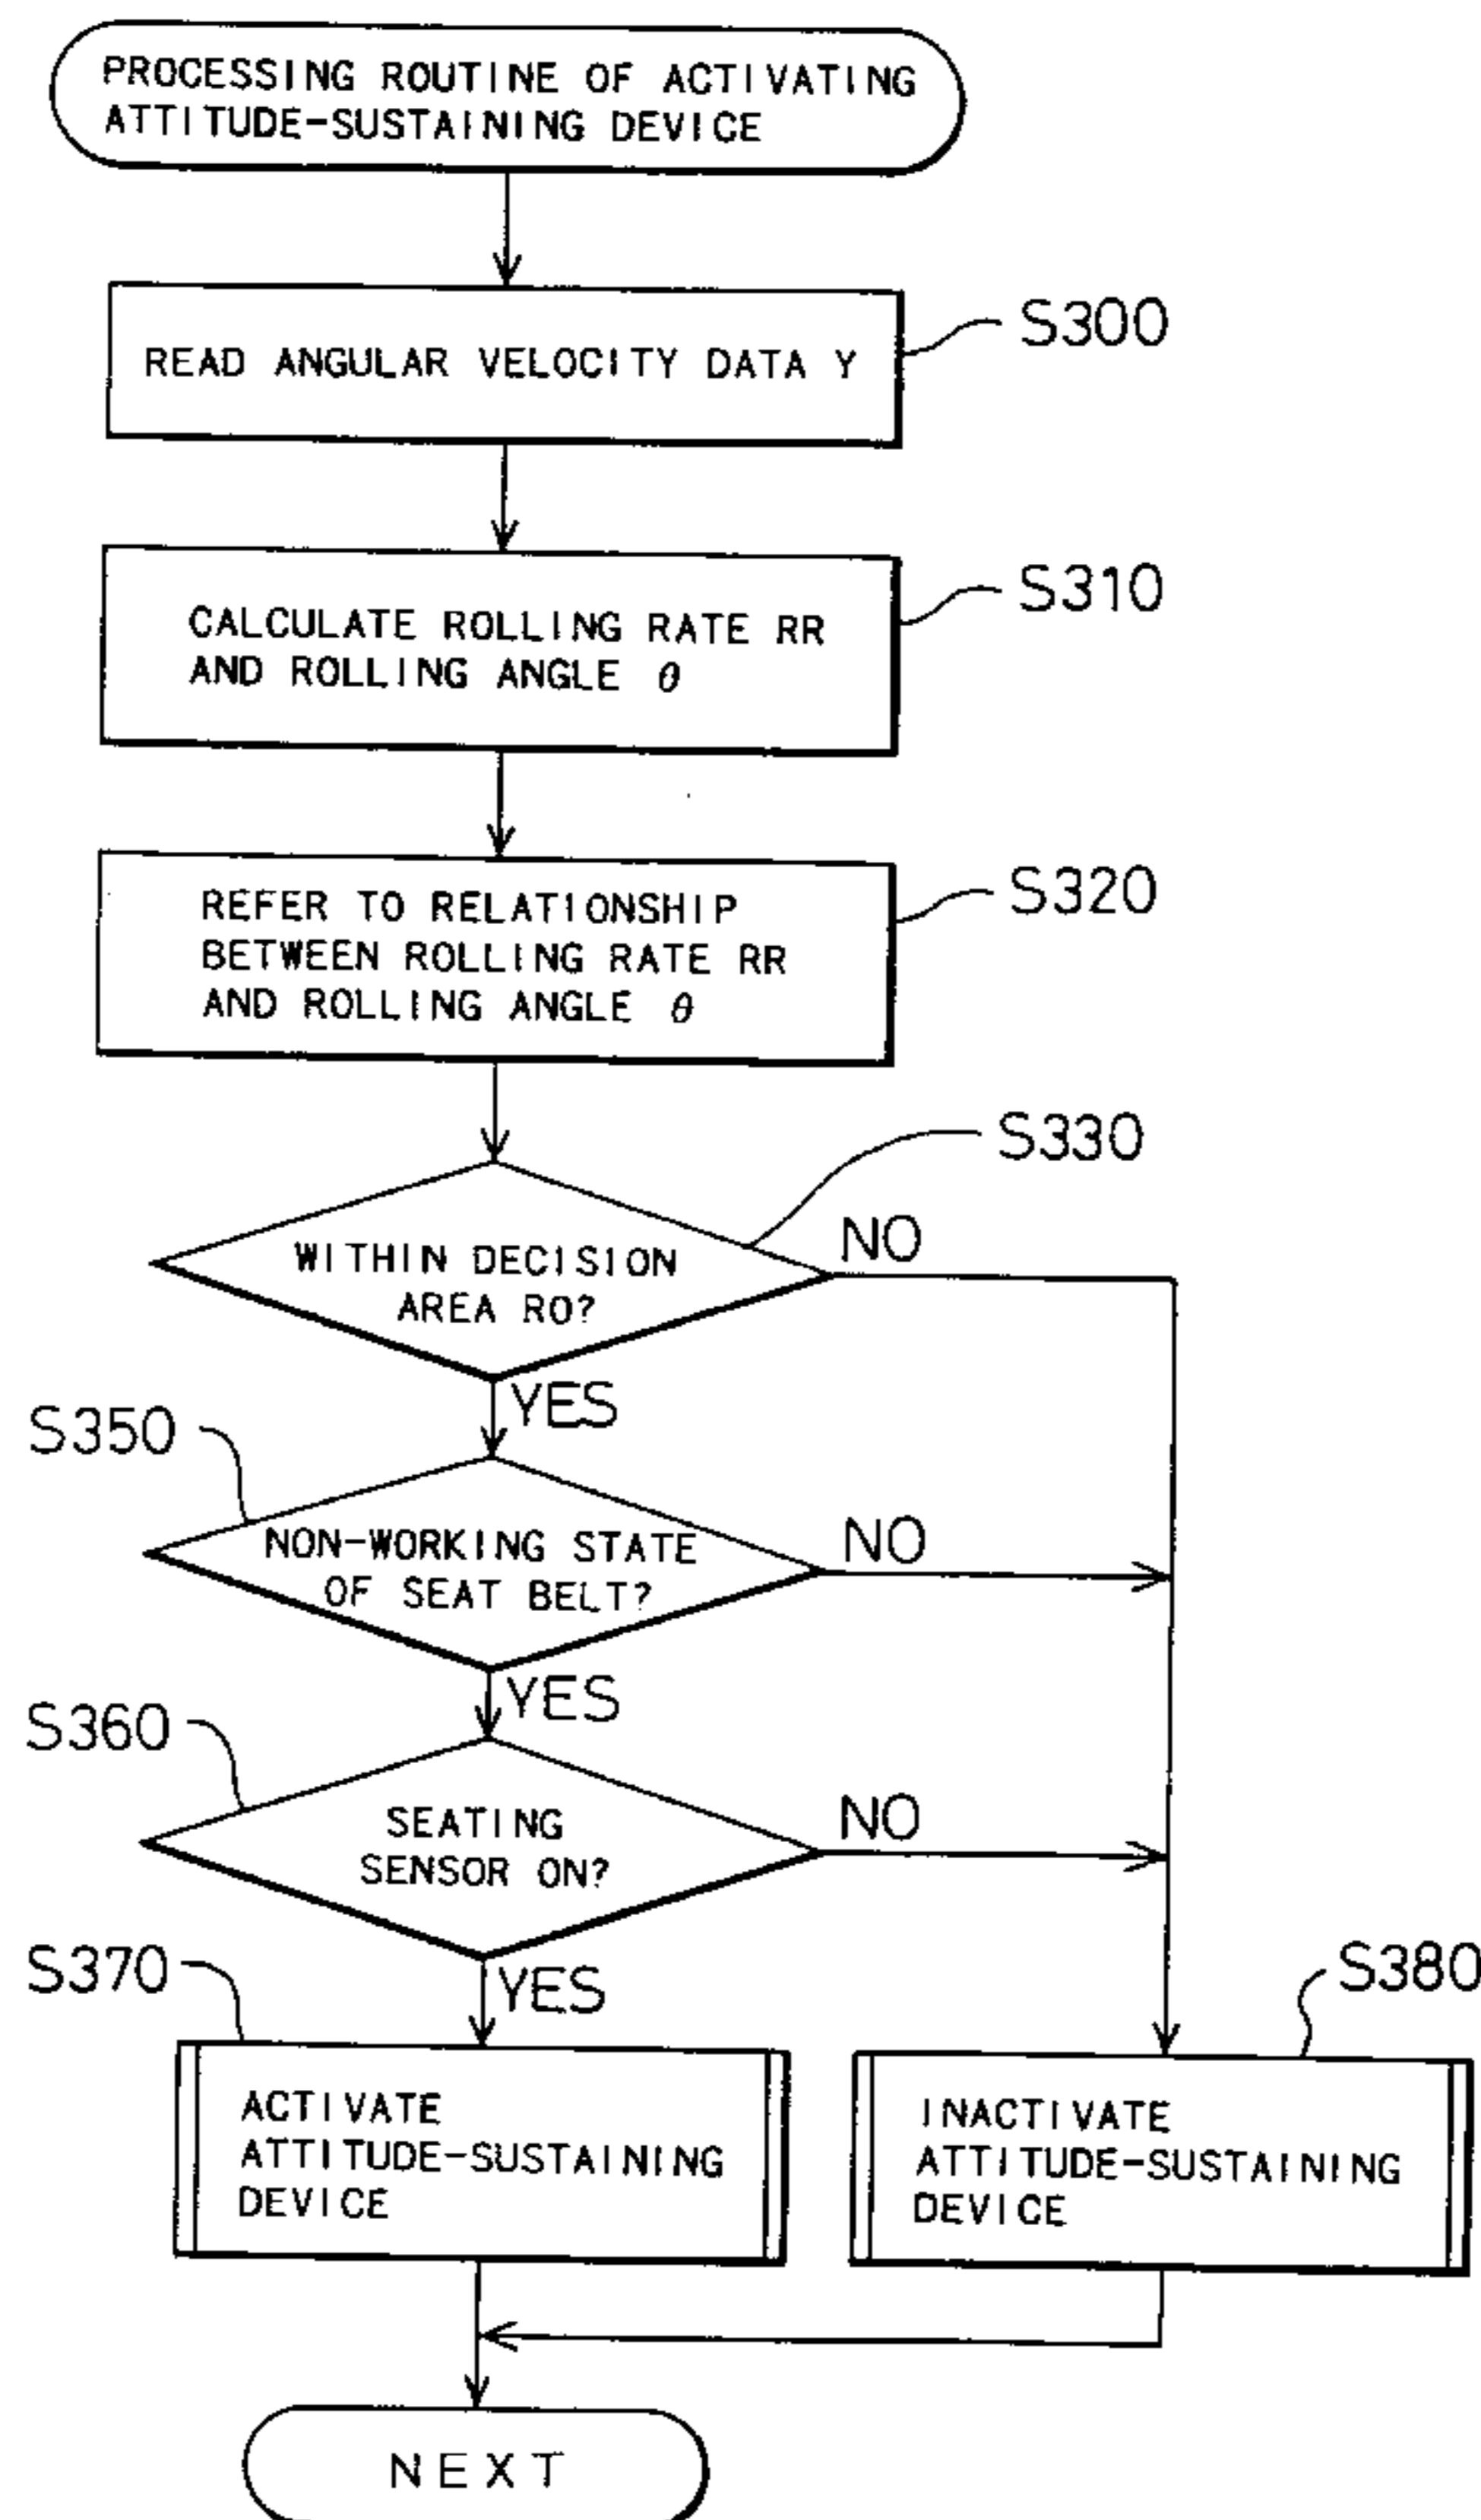 PROCESSING ROUTINE OF ACTIVATING
ATTITUDE-SUSTAINING DEVICE
READ ANGULAR VELOCITY DATA Y
S300
CALCULATE ROLLING RATE RR
AND ROLLING ANGLE θ
S310
REFER TO RELATIONSHIP
BETWEEN ROLLING RATE RR
AND ROLLING ANGLE θ
S320
S330
WITHIN DECISION
AREA RO?
NO
YES
S350
NON-WORKING STATE
OF SEAT BELT?
NO
YES
S360
SEATING
SENSOR ON?
NO
YES
S370
ACTIVATE
ATTITUDE-SUSTAINING
DEVICE
S380
INACTIVATE
ATTITUDE-SUSTAINING
DEVICE
NEXT